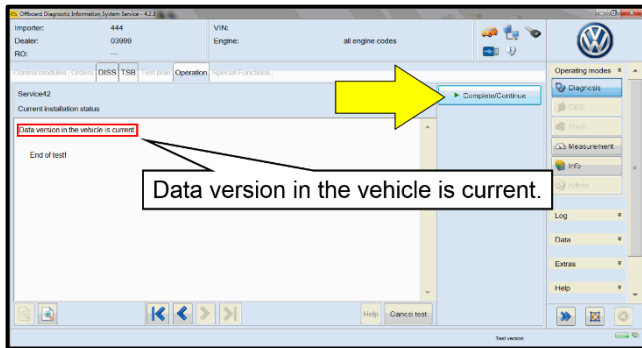 Offboard Diagnostic Information System Service - 4.2.3
Importer: 444 VIN:
Dealer: 03999 Engine: all engine codes
RO: ---
Control modules Orders DISS TSB Test plan Operation Special Functions
Operating modes
Service42
Complete/Continue
Diagnosis
Current installation status
OBD
Data version in the vehicle is current.
Flash
End of test!
Measurement
Data version in the vehicle is current.
Info
Admin
Log
Data
Extras
Help
Help Cancel test
Test version